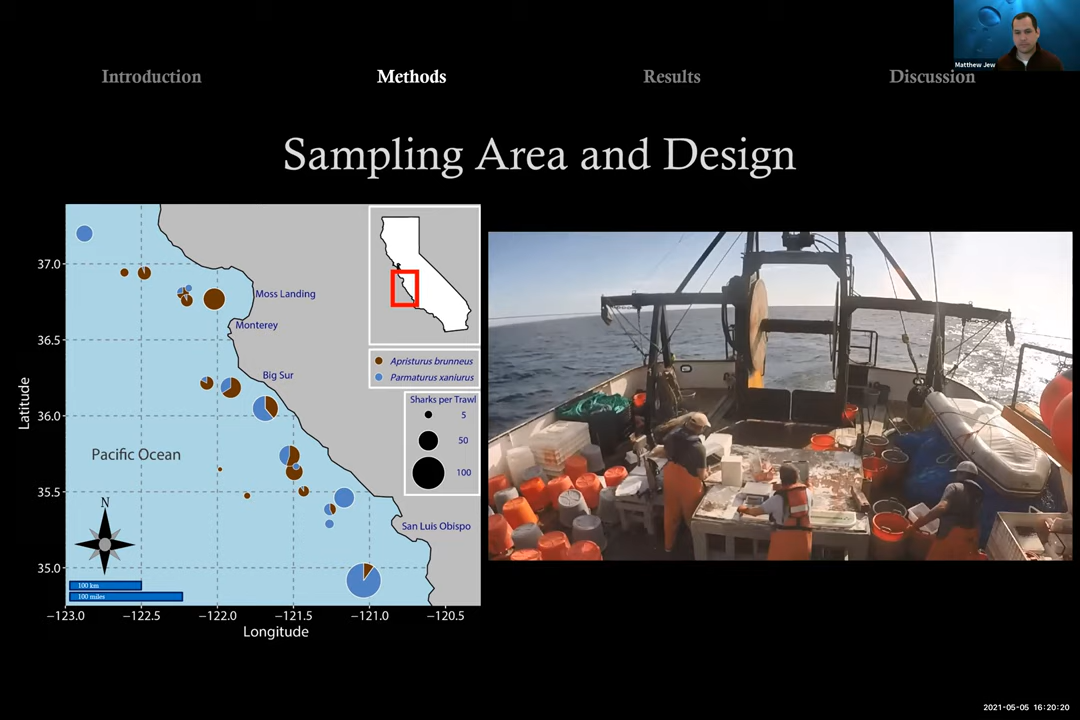 Matthew Jew
Introduction
Methods
Results
Discussion
Sampling Area and Design
37.0
36.5
36.0
35.5
35.0
Latitude
Moss Landing
Monterey
Big Sur
Pacific Ocean
San Luis Obispo
N
100 km
100 miles
Apristurus brunneus
Parmaturus xaniurus
Sharks per Trawl
5
50
100
−123.0
−122.5
−122.0
−121.5
−121.0
−120.5
Longitude
2021-05-05 16:20:20